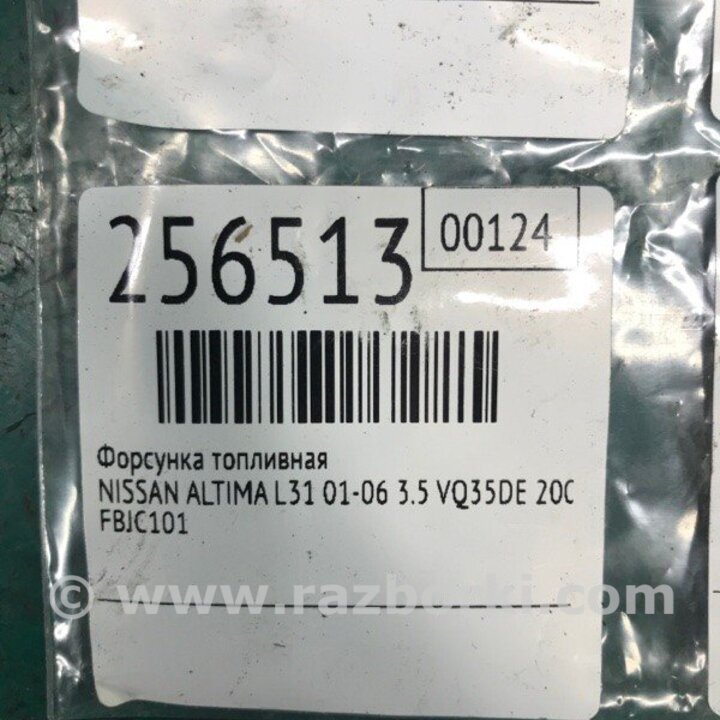 256513
00124
Форсунка топливная
NISSAN ALTIMA L31 01-06 3.5 VQ35DE 20C
FBJC101
© www.razborki.com